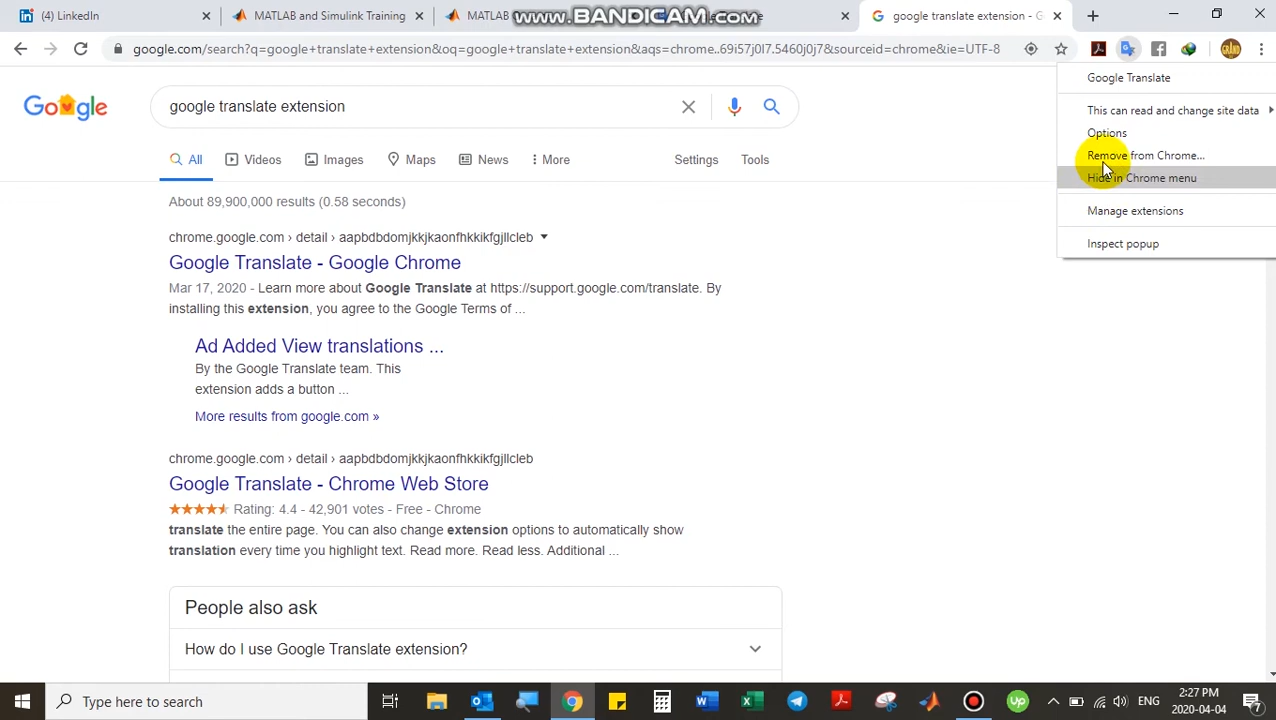 (4) LinkedIn
MATLAB and Simulink Training
MATLAB
www.BANDICAM.com
google translate extension - G
google.com/search?q=google+translate+extension&oq=google+translate+extension&aqs=chrome..69i57j0l7.5460j0j7&sourceid=chrome&ie=UTF-8
Google
google translate extension
All
Videos
Images
Maps
News
More
Settings
Tools
About 89,900,000 results (0.58 seconds)
chrome.google.com › detail › aapbdbdomjkkjkaonfhkkikfgjllcleb
Google Translate - Google Chrome
Mar 17, 2020 - Learn more about Google Translate at https://support.google.com/translate. By
installing this extension, you agree to the Google Terms of ...
Ad Added View translations ...
By the Google Translate team. This
extension adds a button ...
More results from google.com »
chrome.google.com › detail › aapbdbdomjkkjkaonfhkkikfgjllcleb
Google Translate - Chrome Web Store
Rating: 4.4 - 42,901 votes - Free - Chrome
translate the entire page. You can also change extension options to automatically show
translation every time you highlight text. Read more. Read less. Additional ...
People also ask
How do I use Google Translate extension?
Google Translate
This can read and change site data
Options
Remove from Chrome...
Hide in Chrome menu
Manage extensions
Inspect popup
Type here to search
ENG
2:27 PM
2020-04-04
7